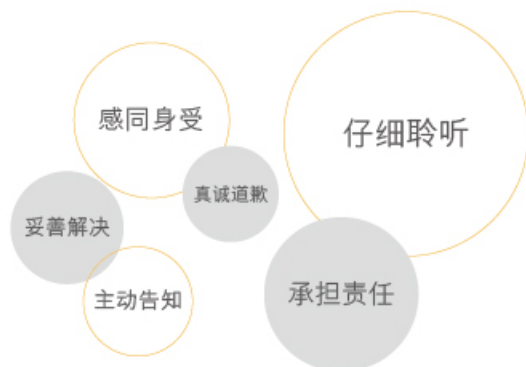 感同身受
仔细聆听
真诚道歉
妥善解决
主动告知
承担责任